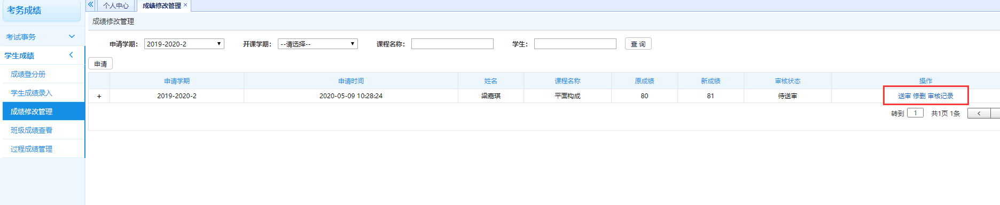 考务成绩
个人中心 成绩修改管理 ×
成绩修改管理
考试事务
学生成绩
成绩登分册
学生成绩录入
成绩修改管理
班级成绩查看
过程成绩管理
申请学期： 2019-2020-2 开课学期： --请选择-- 课程名称： 学生： 查 询
申请
申请学期 申请时间 姓名 课程名称 原成绩 新成绩 审核状态 操作
+ 2019-2020-2 2020-05-09 10:28:24 梁嘉琪 平面构成 80 81 待送审 送审 修删 审核记录
转到 1 共1页 1条 <